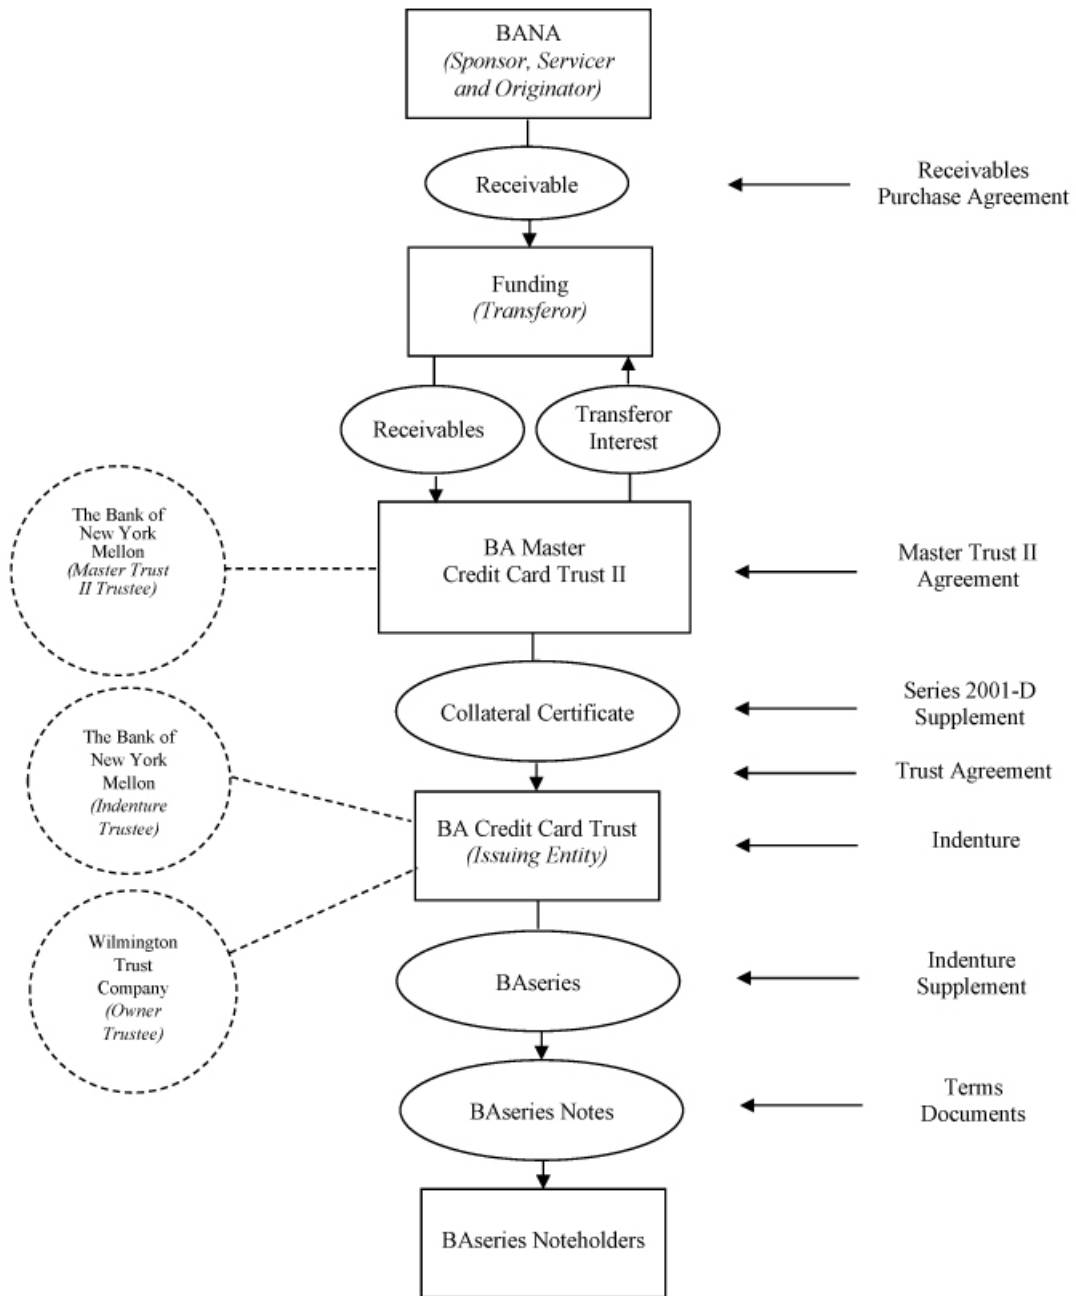 BANA
(Sponsor, Servicer
and Originator)
Receivable
Receivables
Purchase Agreement
Funding
(Transferor)
Receivables
Transferor
Interest
The Bank of
New York
Mellon
(Master Trust
II Trustee)
BA Master
Credit Card Trust II
Master Trust II
Agreement
Collateral Certificate
Series 2001-D
Supplement
The Bank of
New York
Mellon
(Indenture
Trustee)
Trust Agreement
BA Credit Card Trust
(Issuing Entity)
Indenture
Wilmington
Trust
Company
(Owner
Trustee)
BAseries
Indenture
Supplement
BAseries Notes
Terms
Documents
BAseries Noteholders